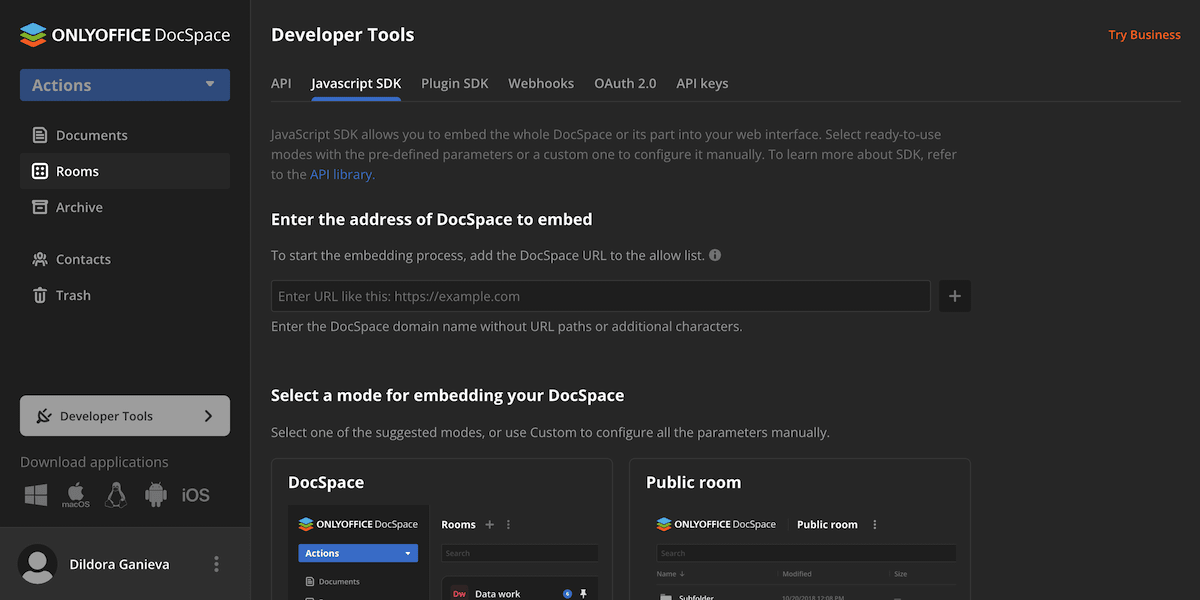 ONLYOFFICE DocSpace
Actions
Documents
Rooms
Archive
Contacts
Trash
Developer Tools
Download applications
macOS
iOS
Dildora Ganieva
Developer Tools
Try Business
API Javascript SDK Plugin SDK Webhooks OAuth 2.0 API keys
JavaScript SDK allows you to embed the whole DocSpace or its part into your web interface. Select ready-to-use
modes with the pre-defined parameters or a custom one to configure it manually. To learn more about SDK, refer
to the API library.
Enter the address of DocSpace to embed
To start the embedding process, add the DocSpace URL to the allow list.
Enter URL like this: https://example.com
Enter the DocSpace domain name without URL paths or additional characters.
Select a mode for embedding your DocSpace
Select one of the suggested modes, or use Custom to configure all the parameters manually.
DocSpace
ONLYOFFICE DocSpace
Actions
Documents
Rooms
Search
Dw Data work 6
Public room
ONLYOFFICE DocSpace Public room
Search
Name Modified Size
Subfolder 10/20/2018 12:08 PM